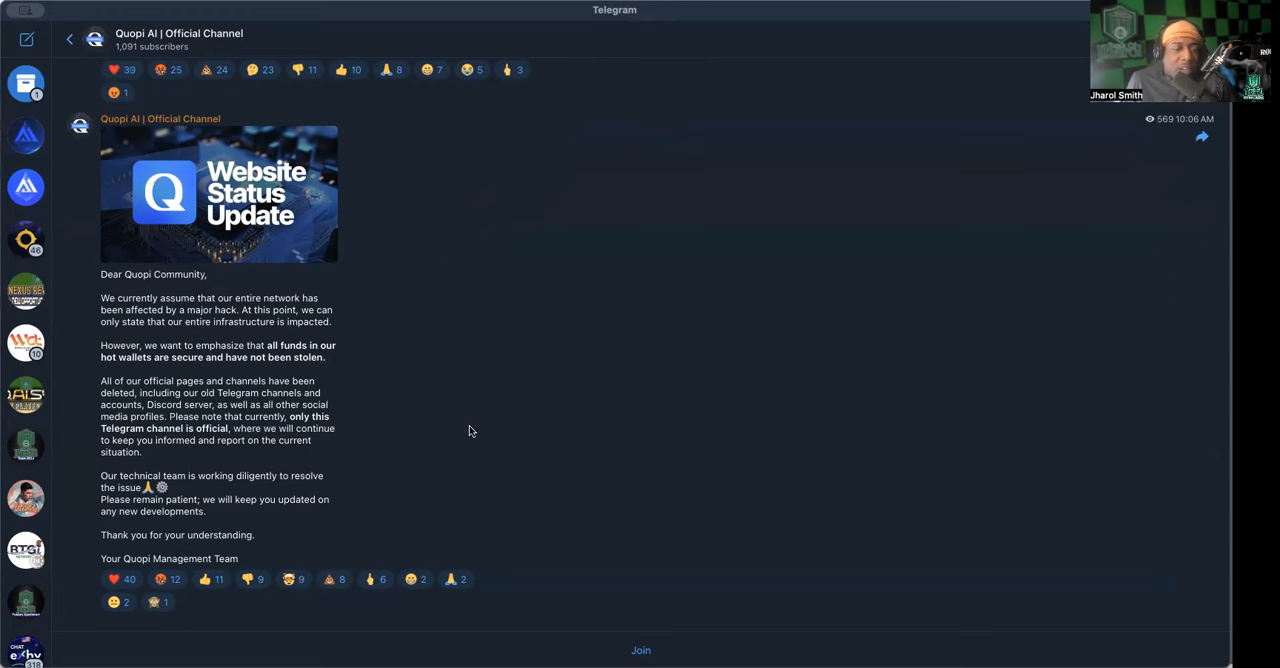 Telegram
Quopi AI | Official Channel
1,091 subscribers
39 25 24 23 11 10 8 7 5 3
1
Quopi AI | Official Channel
569 10:06 AM
Q Website
Status
Update
Dear Quopi Community,
We currently assume that our entire network has
been affected by a major hack. At this point, we can
only state that our entire infrastructure is impacted.
However, we want to emphasize that all funds in our
hot wallets are secure and have not been stolen.
All of our official pages and channels have been
deleted, including our old Telegram channels and
accounts, Discord server, as well as all other social
media profiles. Please note that currently, only this
Telegram channel is official, where we will continue
to keep you informed and report on the current
situation.
Our technical team is working diligently to resolve
the issue🙏⚙️
Please remain patient; we will keep you updated on
any new developments.
Thank you for your understanding.
Your Quopi Management Team
40 12 11 9 9 8 6 2 2
2 1
Join
1
46
10
318
Jharol Smith